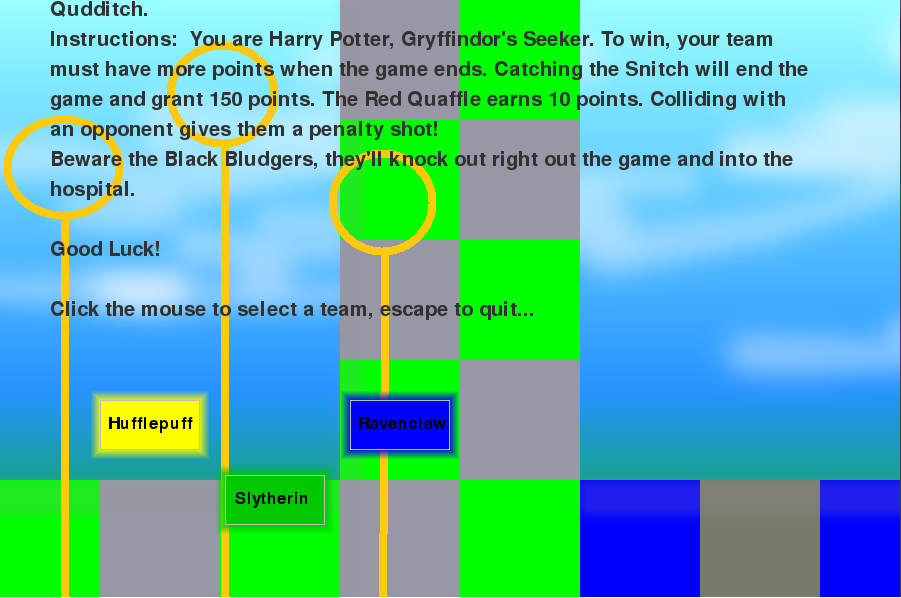 Qudditch.
Instructions:  You are Harry Potter, Gryffindor's Seeker. To win, your team
must have more points when the game ends. Catching the Snitch will end the
game and grant 150 points. The Red Quaffle earns 10 points. Colliding with
an opponent gives them a penalty shot!
Beware the Black Bludgers, they'll knock out right out the game and into the
hospital.
Good Luck!
Click the mouse to select a team, escape to quit...
Hufflepuff
Ravenclaw
Slytherin